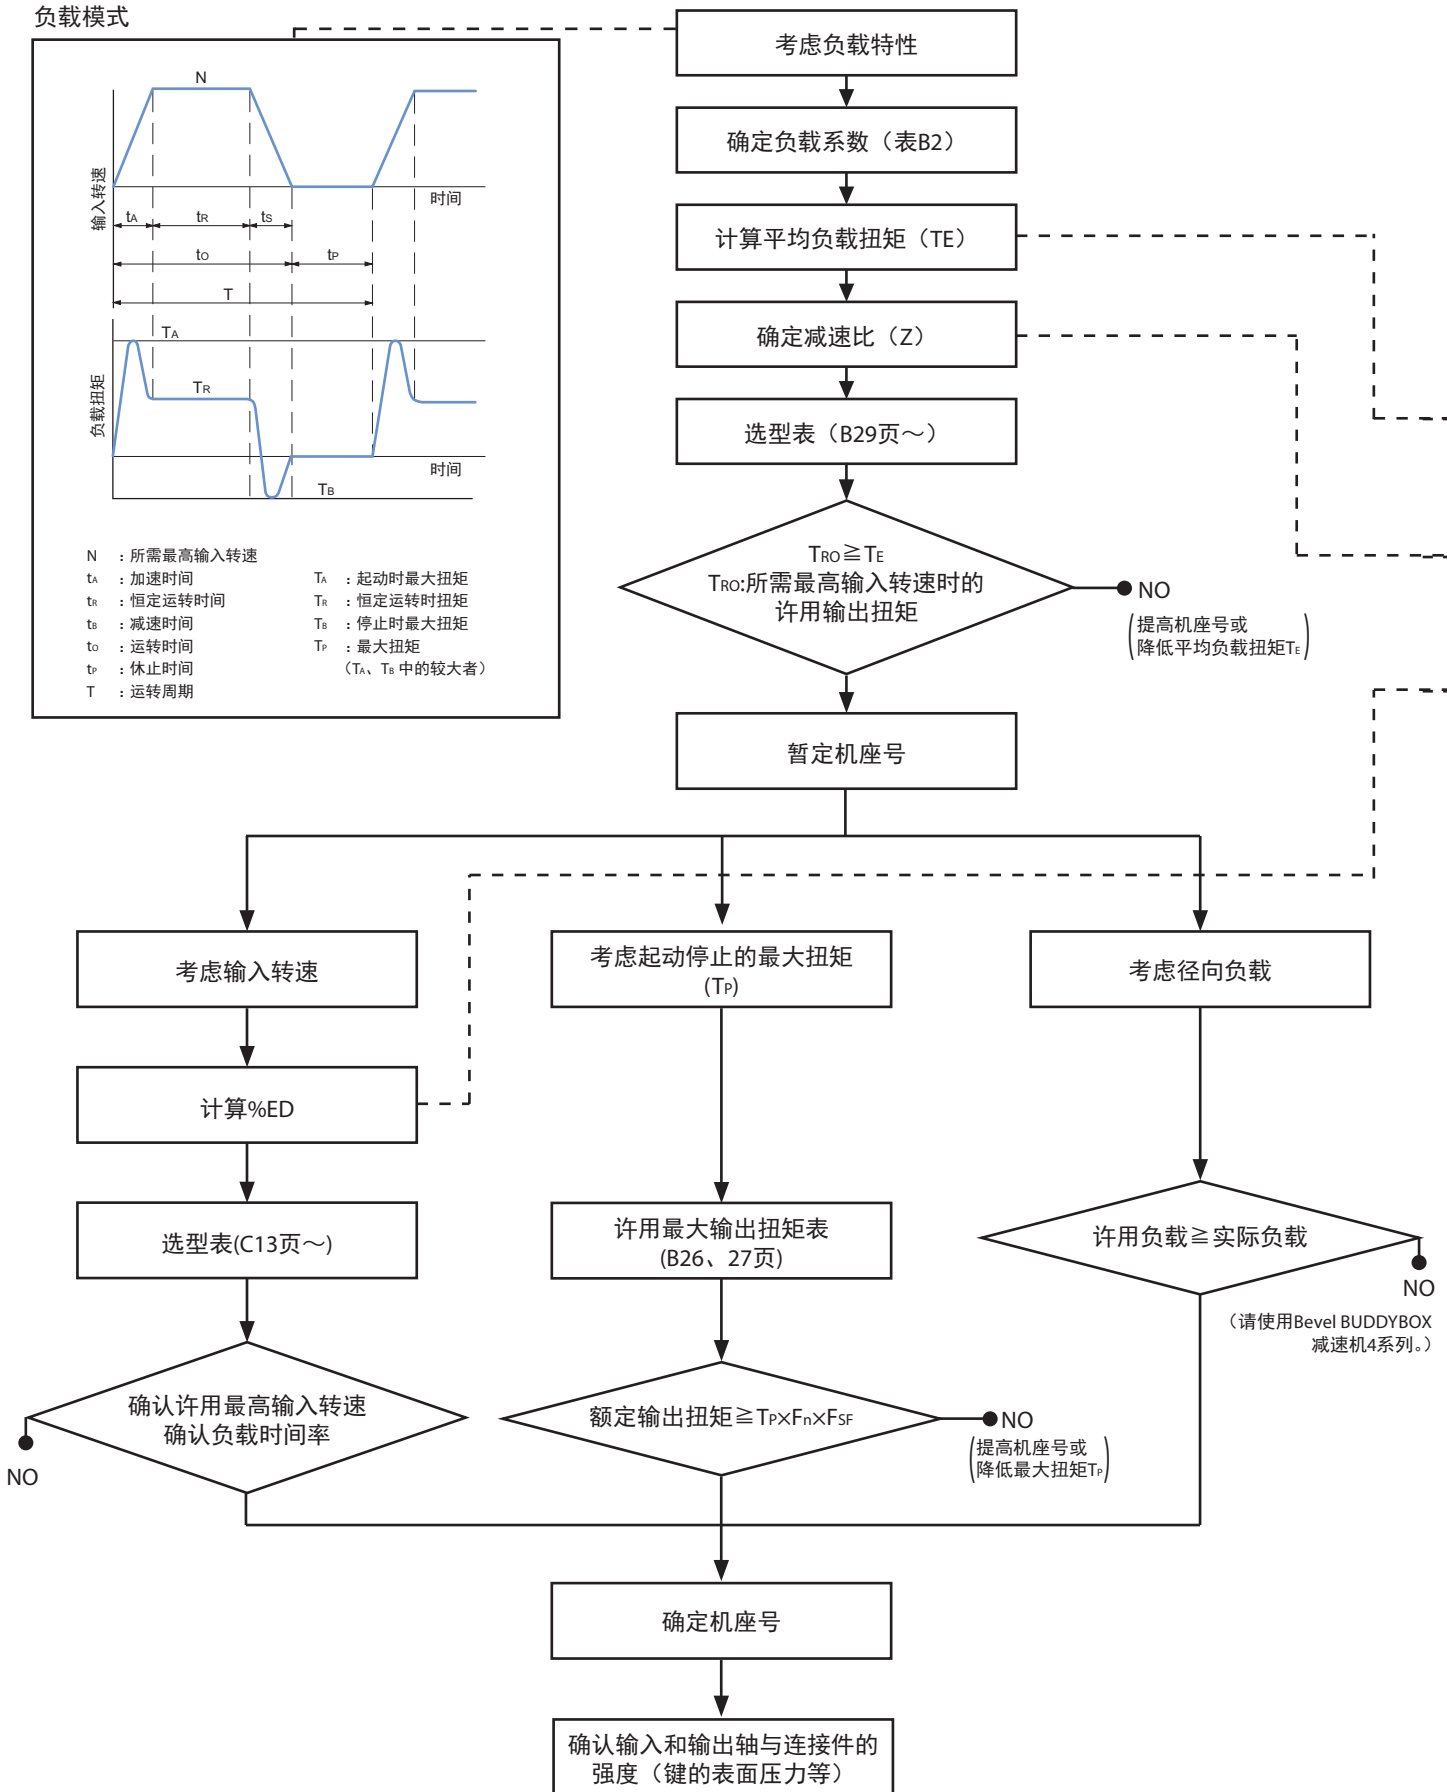 负载模式
N
输入转速
时间
tA
tR
tS
tO
tP
T
TA
TR
负载扭矩
时间
TB
N ：所需最高输入转速
tA ：加速时间
tR ：恒定运转时间
tB ：减速时间
tO ：运转时间
tP ：休止时间
T ：运转周期
TA ：起动时最大扭矩
TR ：恒定运转时扭矩
TB ：停止时最大扭矩
TP ：最大扭矩
（TA、TB 中的较大者）
考虑负载特性
确定负载系数（表B2）
计算平均负载扭矩（TE）
确定减速比（Z）
选型表（B29页～）
TRO≧TE
TRO:所需最高输入转速时的
许用输出扭矩
NO
(提高机座号或
降低平均负载扭矩TE)
暂定机座号
考虑输入转速
计算%ED
选型表(C13页～)
确认许用最高输入转速
确认负载时间率
NO
考虑起动停止的最大扭矩
(TP)
许用最大输出扭矩表
(B26、27页)
额定输出扭矩≧TP×Fn×FSF
NO
(提高机座号或
降低最大扭矩TP)
考虑径向负载
许用负载≧实际负载
NO
（请使用Bevel BUDDYBOX
减速机4系列。）
确定机座号
确认输入和输出轴与连接件的
强度（键的表面压力等）